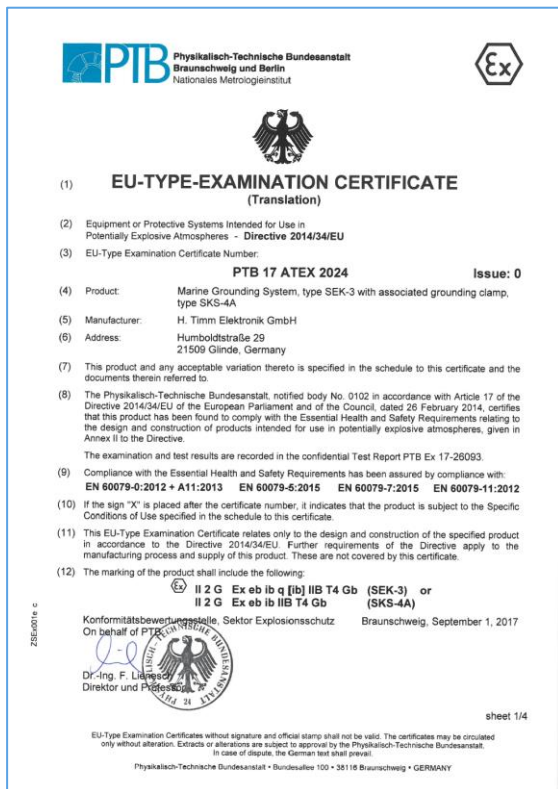 PTB
Physikalisch-Technische Bundesanstalt
Braunschweig und Berlin
Nationales Metrologieinstitut
Ex
(1) EU-TYPE-EXAMINATION CERTIFICATE
(Translation)
(2) Equipment or Protective Systems Intended for Use in
Potentially Explosive Atmospheres - Directive 2014/34/EU
(3) EU-Type Examination Certificate Number:
PTB 17 ATEX 2024 Issue: 0
(4) Product: Marine Grounding System, type SEK-3 with associated grounding clamp,
type SKS-4A
(5) Manufacturer: H. Timm Elektronik GmbH
(6) Address: Humboldtstraße 29
21509 Glinde, Germany
(7) This product and any acceptable variation thereto is specified in the schedule to this certificate and the
documents therein referred to.
(8) The Physikalisch-Technische Bundesanstalt, notified body No. 0102 in accordance with Article 17 of the
Directive 2014/34/EU of the European Parliament and of the Council, dated 26 February 2014, certifies
that this product has been found to comply with the Essential Health and Safety Requirements relating to
the design and construction of products intended for use in potentially explosive atmospheres, given in
Annex II to the Directive.
The examination and test results are recorded in the confidential Test Report PTB Ex 17-26093.
(9) Compliance with the Essential Health and Safety Requirements has been assured by compliance with:
EN 60079-0:2012 + A11:2013 EN 60079-5:2015 EN 60079-7:2015 EN 60079-11:2012
(10) If the sign "X" is placed after the certificate number, it indicates that the product is subject to the Specific
Conditions of Use specified in the schedule to this certificate.
(11) This EU-Type Examination Certificate relates only to the design and construction of the specified product
in accordance to the Directive 2014/34/EU. Further requirements of the Directive apply to the
manufacturing process and supply of this product. These are not covered by this certificate.
(12) The marking of the product shall include the following:
Ex II 2 G Ex eb ib q [ib] IIB T4 Gb (SEK-3) or
II 2 G Ex eb ib IIB T4 Gb (SKS-4A)
Konformitätsbewertungsstelle, Sektor Explosionsschutz Braunschweig, September 1, 2017
On behalf of PTB
Dr.-Ing. F. Lienesch
Direktor und Professor
ZSEx001e c
sheet 1/4
EU-Type Examination Certificates without signature and official stamp shall not be valid. The certificates may be circulated
only without alteration. Extracts or alterations are subject to approval by the Physikalisch-Technische Bundesanstalt.
In case of dispute, the German text shall prevail.
Physikalisch-Technische Bundesanstalt • Bundesallee 100 • 38116 Braunschweig • GERMANY